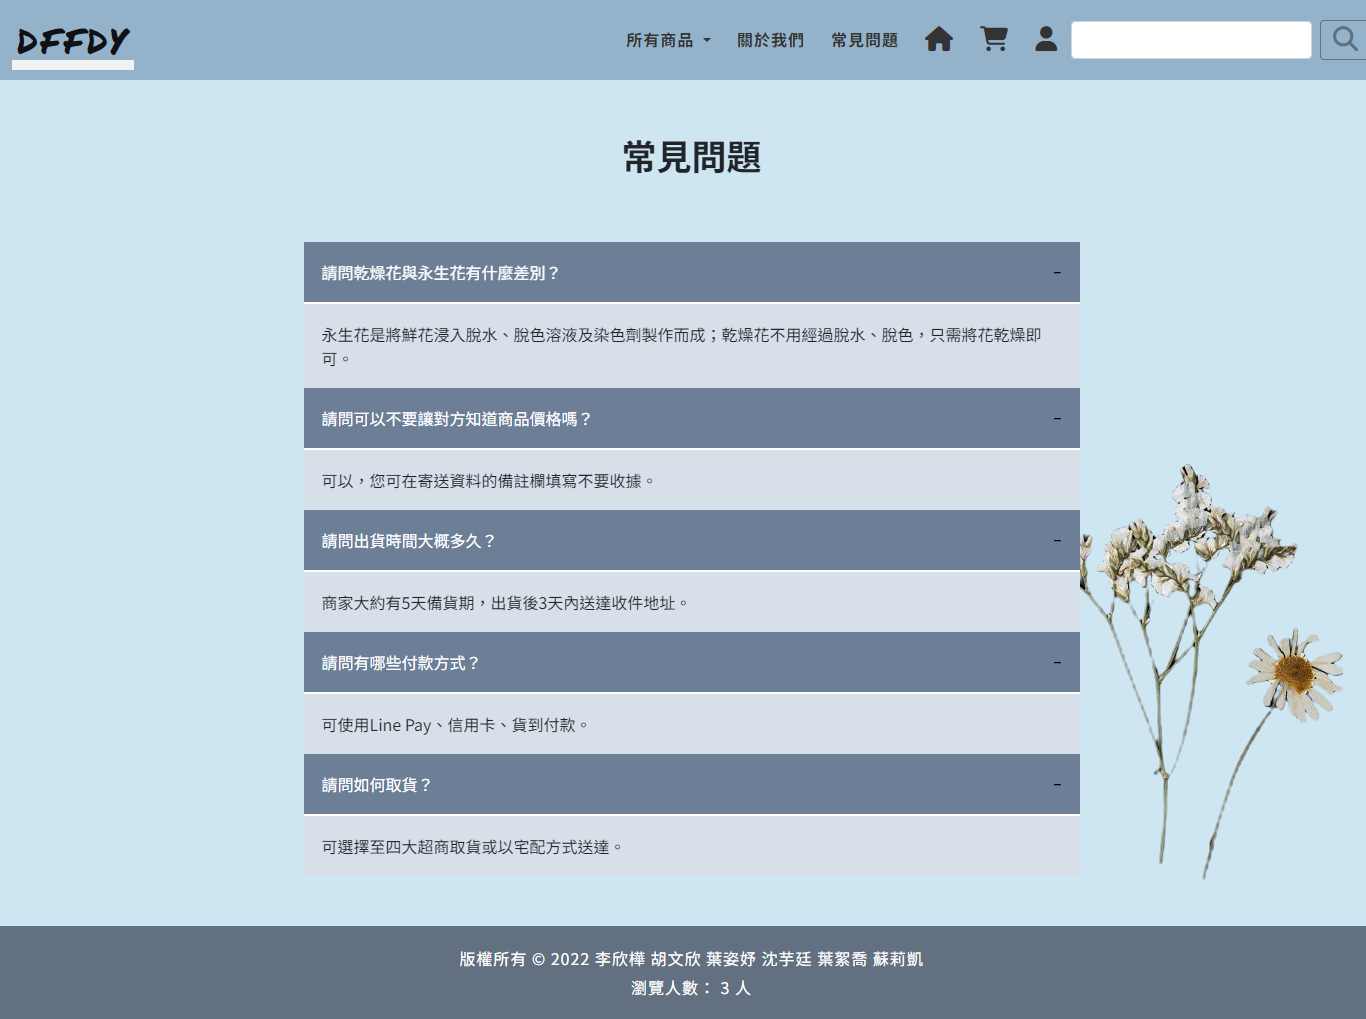 DFFDY
所有商品
關於我們
常見問題
常見問題
請問乾燥花與永生花有什麼差別？
永生花是將鮮花浸入脫水、脫色溶液及染色劑製作而成；乾燥花不用經過脫水、脫色，只需將花乾燥即
可。
請問可以不要讓對方知道商品價格嗎？
可以，您可在寄送資料的備註欄填寫不要收據。
請問出貨時間大概多久？
商家大約有5天備貨期，出貨後3天內送達收件地址。
請問有哪些付款方式？
可使用Line Pay、信用卡、貨到付款。
請問如何取貨？
可選擇至四大超商取貨或以宅配方式送達。
版權所有 © 2022 李欣樺 胡文欣 葉姿妤 沈芋廷 葉絮喬 蘇莉凱
瀏覽人數： 3 人